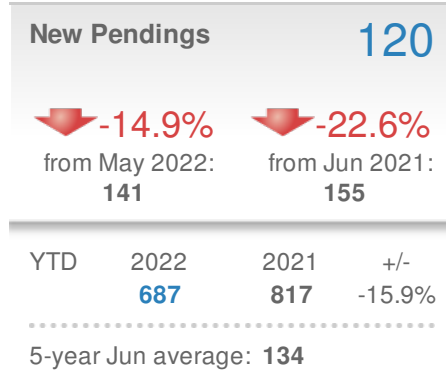 New Pendings 120
-14.9% -22.6%
from May 2022: from Jun 2021:
141 155
YTD 2022 2021 +/-
687 817 -15.9%
5-year Jun average: 134